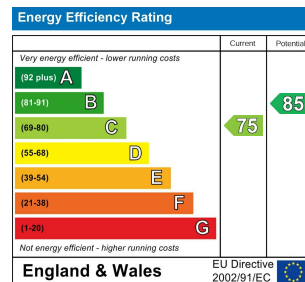 Energy Efficiency Rating
Current Potential
Very energy efficient - lower running costs
(92 plus) A
(81-91) B
(69-80) C
(55-68) D
(39-54) E
(21-38) F
(1-20) G
75
85
Not energy efficient - higher running costs
England & Wales
EU Directive
2002/91/EC